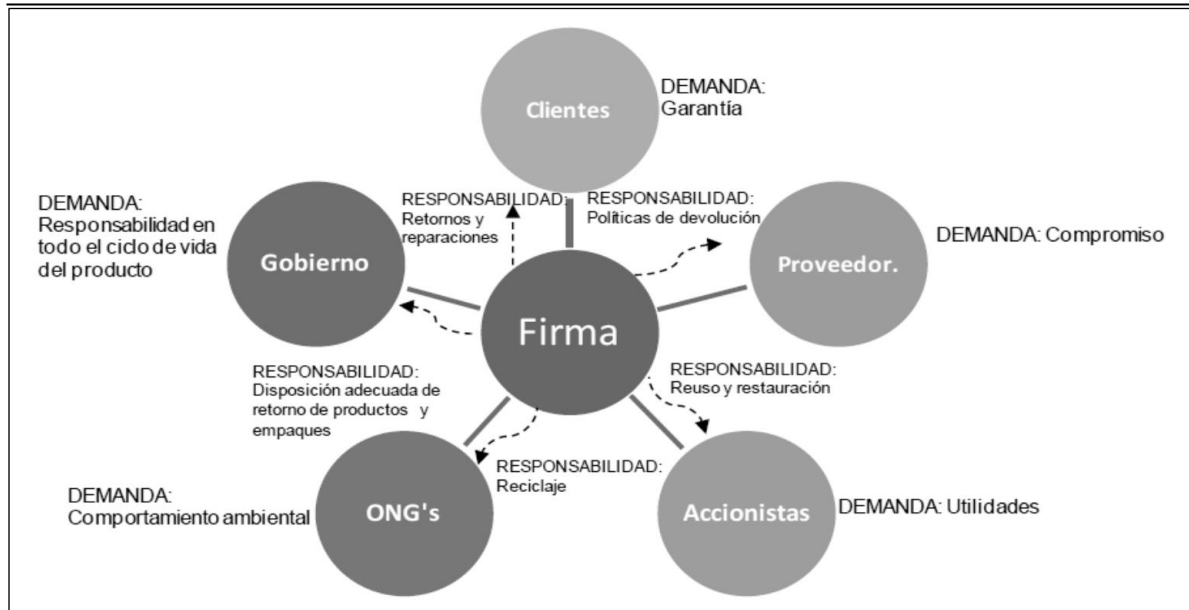 Clientes
DEMANDA:
Garantía
DEMANDA:
Responsabilidad en
todo el ciclo de vida
del producto
Gobierno
RESPONSABILIDAD:
Retornos y
reparaciones
RESPONSABILIDAD:
Políticas de devolución
DEMANDA: Compromiso
Proveedor.
Firma
RESPONSABILIDAD:
Disposición adecuada de
retorno de productos y
empaques
RESPONSABILIDAD:
Reuso y restauración
DEMANDA:
Comportamiento ambiental
ONG's
RESPONSABILIDAD:
Reciclaje
Accionistas
DEMANDA: Utilidades